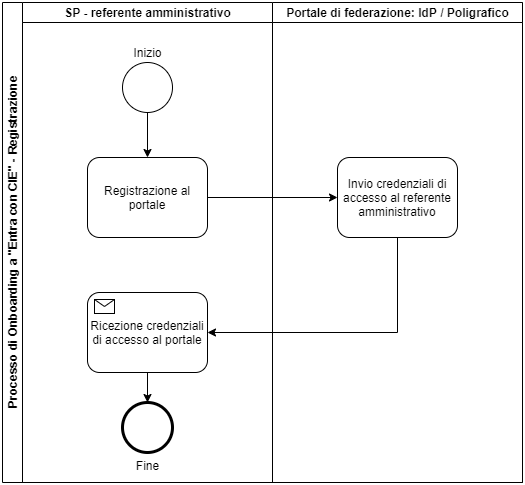 Processo di Onboarding a "Entra con CIE" - Registrazione
SP - referente amministrativo
Portale di federazione: IdP / Poligrafico
Inizio
Registrazione al
portale
Invio credenziali di
accesso al referente
amministrativo
Ricezione credenziali
di accesso al portale
Fine